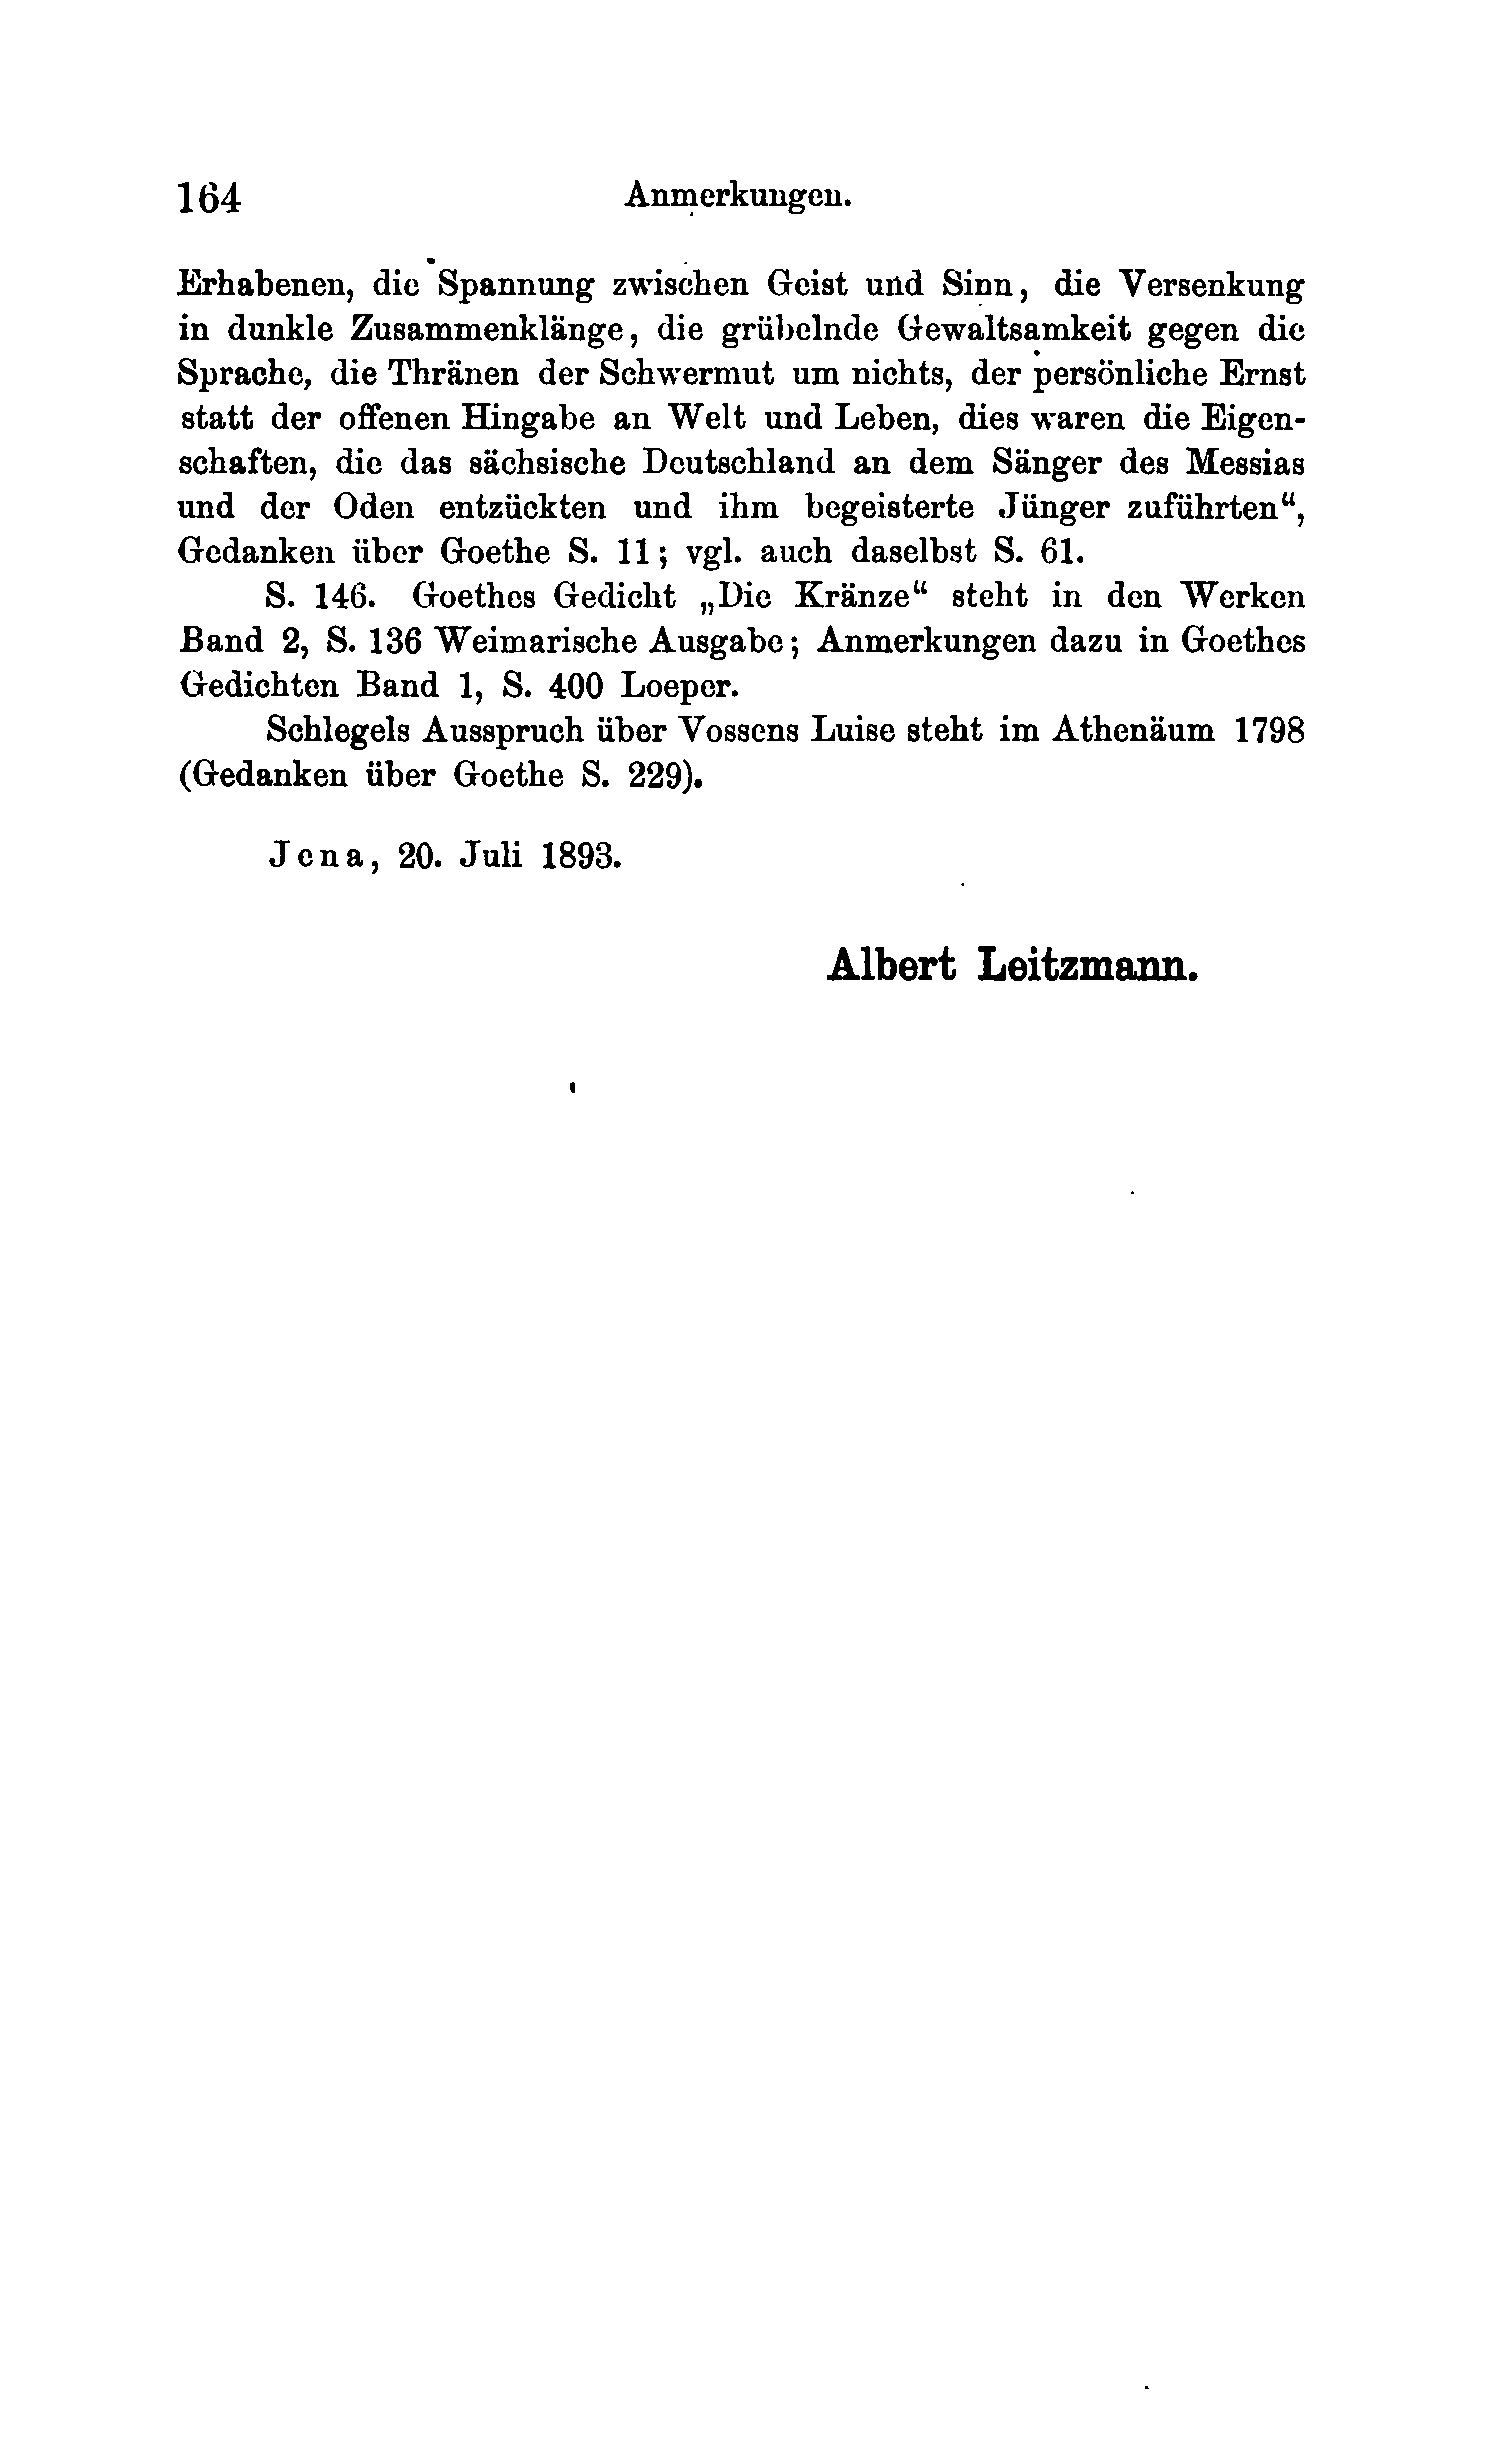 164 Anmerkungen.
Erhabenen, die Spannung zwischen Geist und Sinn, die Versenkung
in dunkle Zusammenklänge, die grübelnde Gewaltsamkeit gegen die
Sprache, die Thränen der Schwermut um nichts, der persönliche Ernst
statt der offenen Hingabe an Welt und Leben, dies waren die Eigen-
schaften, die das sächsische Deutschland an dem Sänger des Messias
und der Oden entzückten und ihm begeisterte Jünger zuführten“,
Gedanken über Goethe S. 11; vgl. auch daselbst S. 61.
S. 146. Goethes Gedicht „Die Kränze“ steht in den Werken
Band 2, S. 136 Weimarische Ausgabe; Anmerkungen dazu in Goethes
Gedichten Band 1, S. 400 Loeper.
Schlegels Ausspruch über Vossens Luise steht im Athenäum 1798
(Gedanken über Goethe S. 229).
Jena, 20. Juli 1893.
Albert Leitzmann.